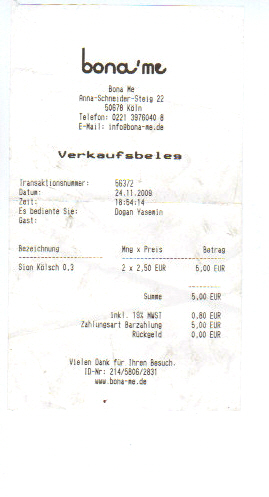 bona'me
Bona Me
Anna-Schneider-Steig 22
50678 Köln
Telefon: 0221 3976040 8
E-Mail: info@bona-me.de
Verkaufsbeleg
Transaktionsnummer: 563/2
Datum: 24.11.2009
Zeit: 18:54:14
Es bediente Sie: Dogan Yasemin
Gast:
Bezeichnung Mng x Preis Betrag
Sion Kölsch 0,3 2 x 2,50 EUR 5,00 EUR
Summe 5,00 EUR
inkl. 19% MWST 0,80 EUR
Zahlungsart Barzahlung 5,00 EUR
Rückgeld 0,00 EUR
Vielen Dank für Ihren Besuch.
ID-Nr: 214/5806/2831
www.bona-me.de